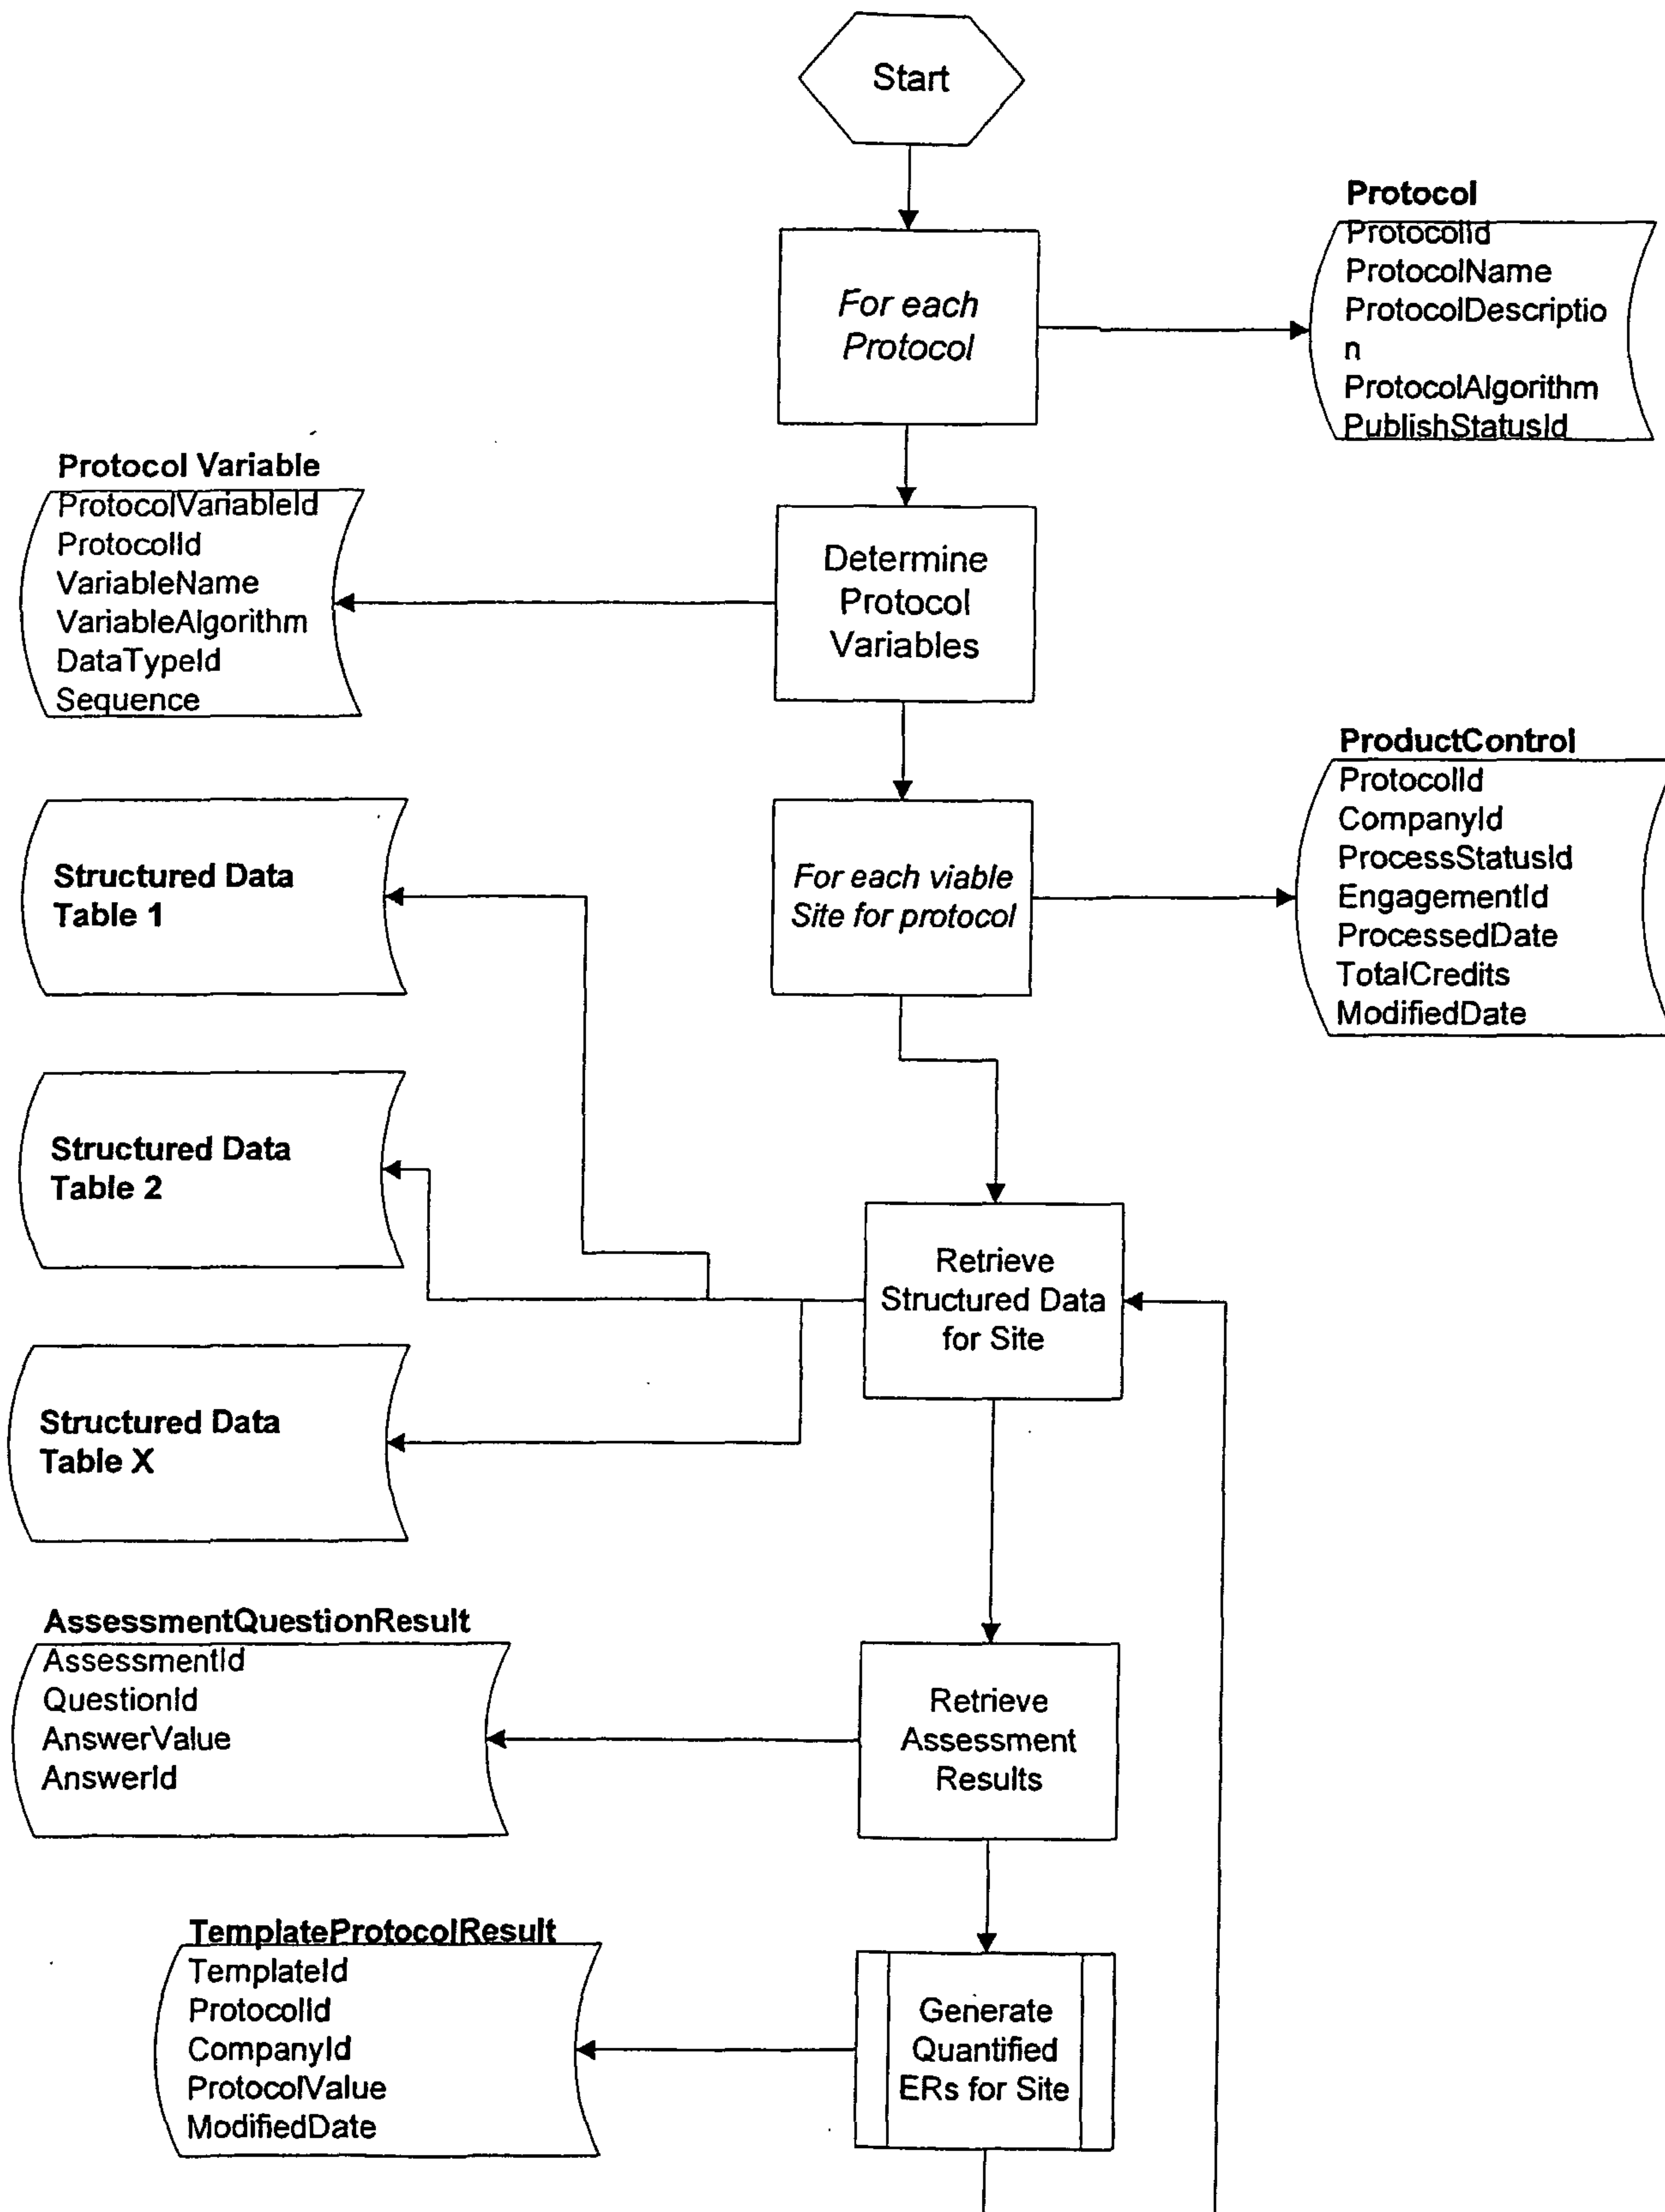 Start
For each
Protocol
Protocol
ProtocolId
ProtocolName
ProtocolDescriptio
n
ProtocolAlgorithm
PublishStatusId
Protocol Variable
ProtocolVariableId
ProtocolId
VariableName
VariableAlgorithm
DataTypeId
Sequence
Determine
Protocol
Variables
For each viable
Site for protocol
ProductControl
ProtocolId
CompanyId
ProcessStatusId
EngagementId
ProcessedDate
TotalCredits
ModifiedDate
Structured Data
Table 1
Structured Data
Table 2
Structured Data
Table X
Retrieve
Structured Data
for Site
AssessmentQuestionResult
AssessmentId
QuestionId
AnswerValue
AnswerId
Retrieve
Assessment
Results
TemplateProtocolResult
TemplateId
ProtocolId
CompanyId
ProtocolValue
ModifiedDate
Generate
Quantified
ERs for Site